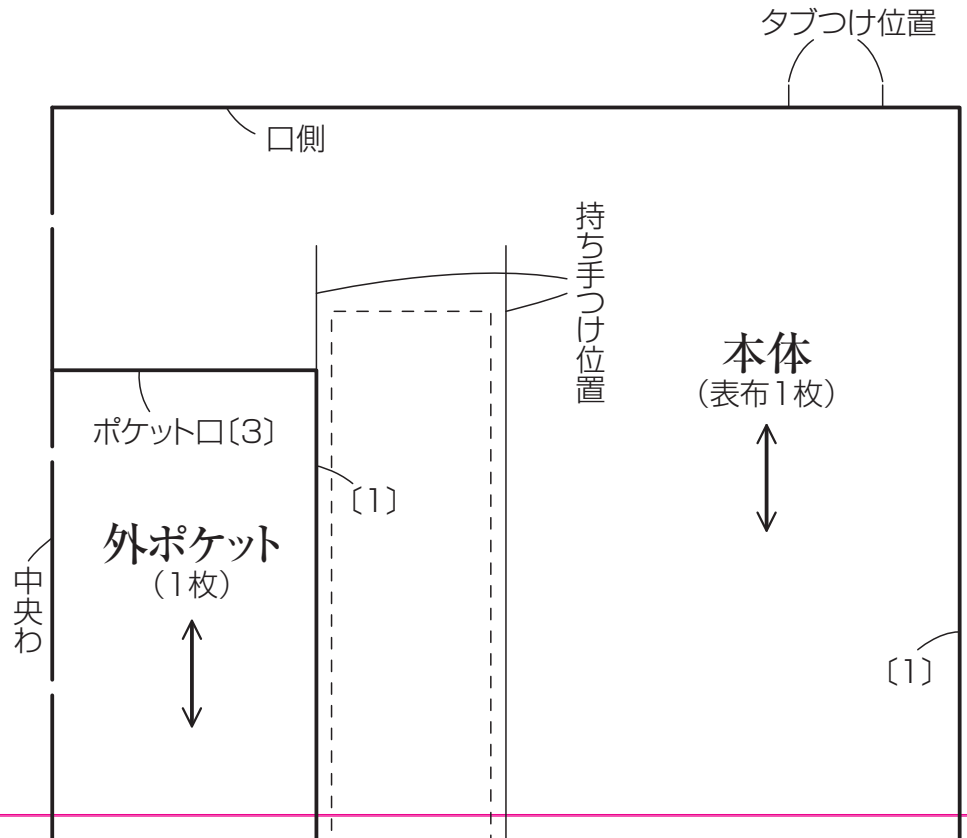 タブつけ位置
口側
持ち手つけ位置
本体
（表布1枚）
ポケット口〔3〕
〔1〕
外ポケット
（1枚）
中央わ
〔1〕